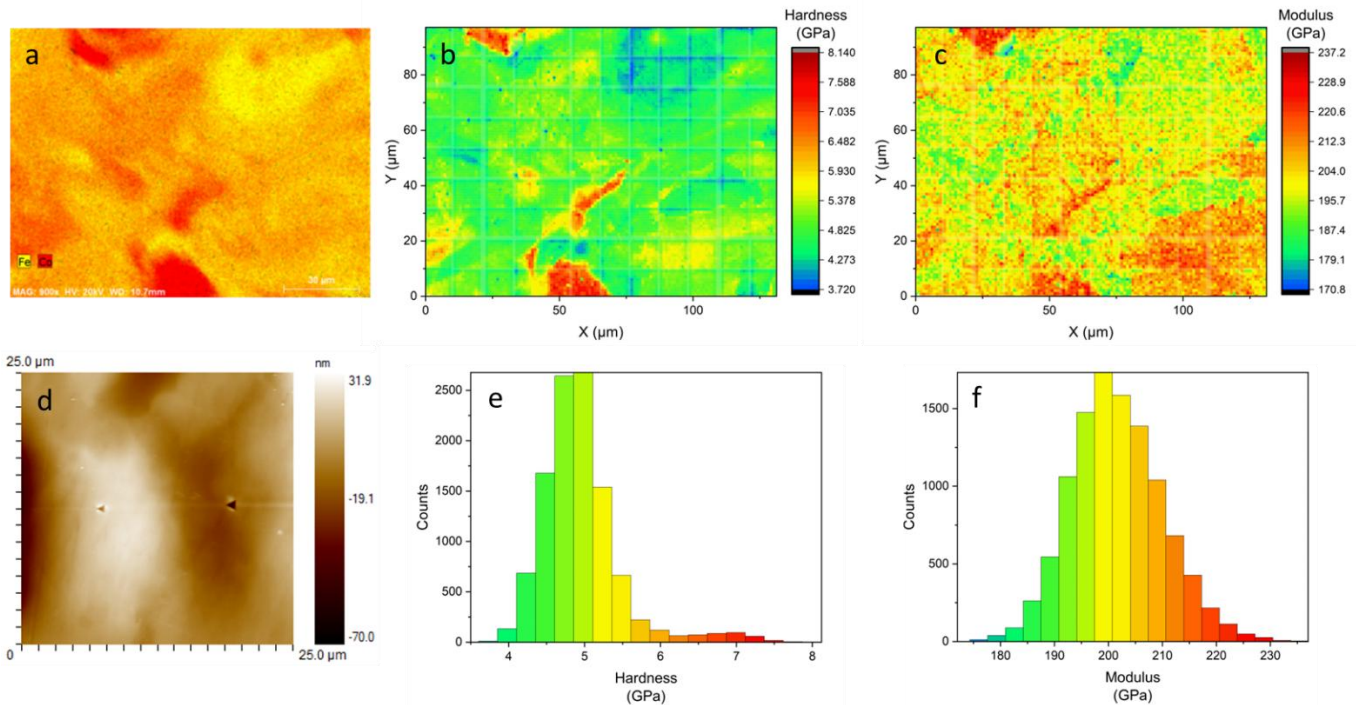 a
Fe Co
MAG: 800x HV: 20kV WD: 10.7mm
30 µm
b
Hardness
(GPa)
8.140
7.588
7.035
6.482
5.930
5.378
4.825
4.273
3.720
80
60
40
20
0
Y (µm)
0 50 100
X (µm)
c
Modulus
(GPa)
237.2
228.9
220.6
212.3
204.0
195.7
187.4
179.1
170.8
80
60
40
20
0
Y (µm)
0 50 100
X (µm)
25.0 µm
d
nm
31.9
-19.1
-70.0
0
25.0 µm
e
2500
2000
1500
1000
500
0
Counts
4 5 6 7 8
Hardness
(GPa)
f
1500
1000
500
0
Counts
180 190 200 210 220 230
Modulus
(GPa)